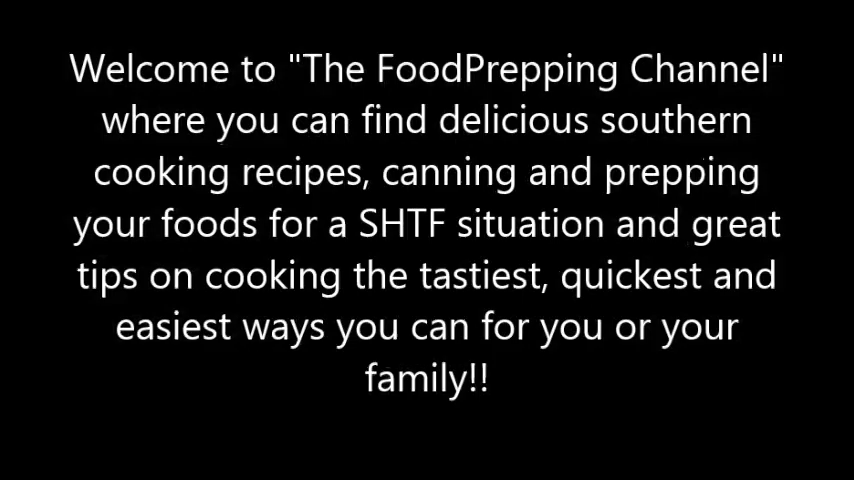 Welcome to "The FoodPrepping Channel"
where you can find delicious southern
cooking recipes, canning and prepping
your foods for a SHTF situation and great
tips on cooking the tastiest, quickest and
easiest ways you can for you or your
family!!